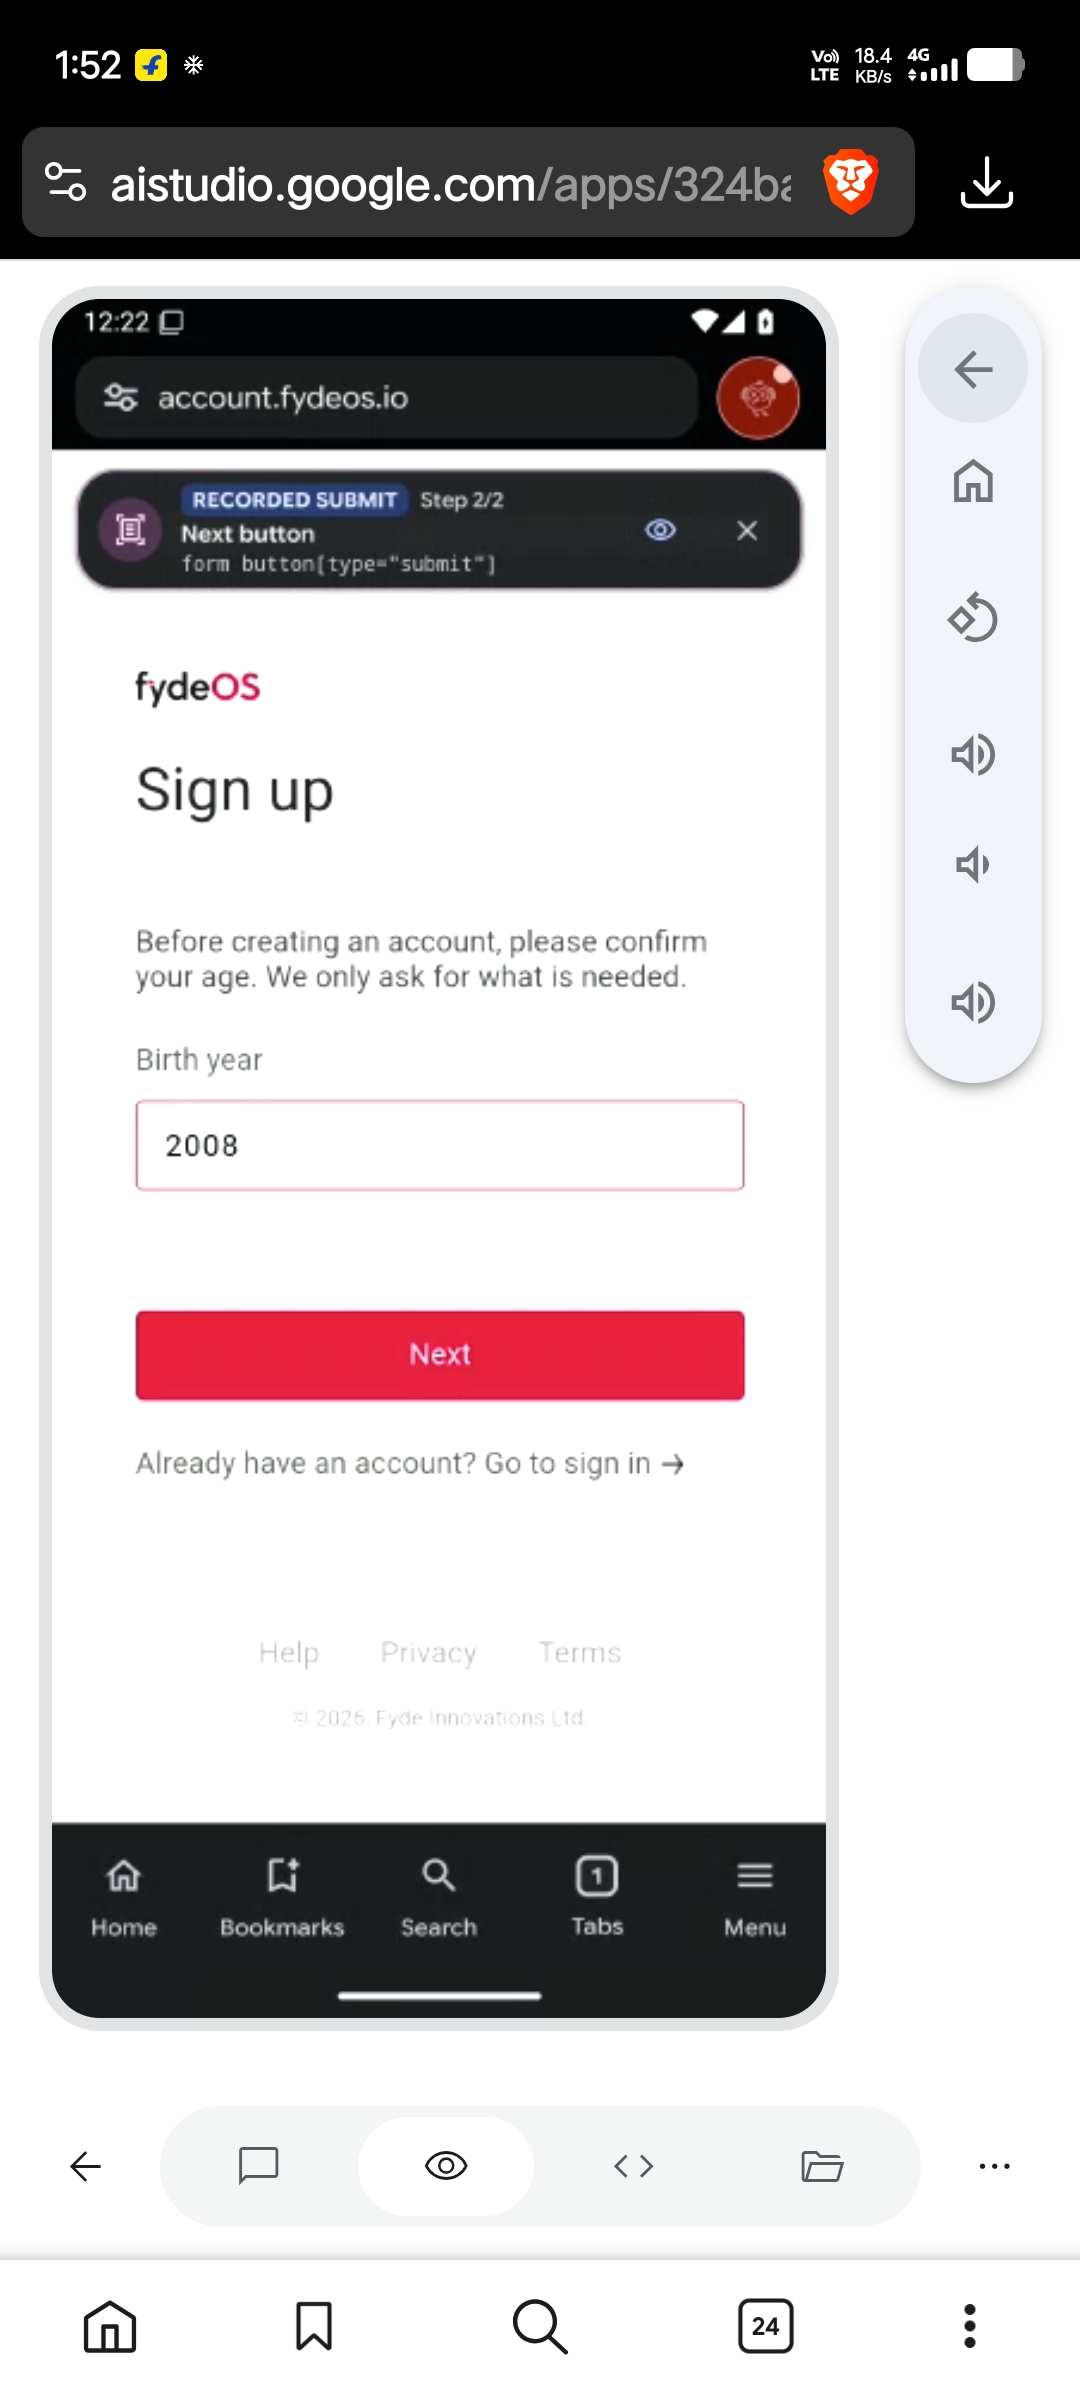 1:52
Vo)) LTE
18.4 KB/s
4G
aistudio.google.com/apps/324ba
12:22
account.fydeos.io
RECORDED SUBMIT Step 2/2
Next button
form button[type="submit"]
fydeOS
Sign up
Before creating an account, please confirm
your age. We only ask for what is needed.
Birth year
2008
Next
Already have an account? Go to sign in →
Help Privacy Terms
© 2026, Fyde Innovations Ltd.
1
Home Bookmarks Search Tabs Menu
24